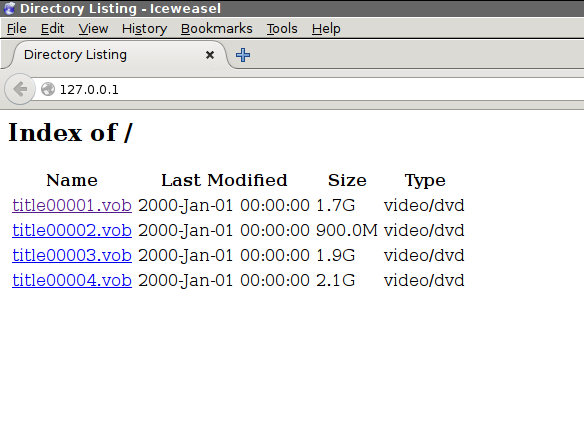 Directory Listing - Iceweasel
File Edit View History Bookmarks Tools Help
Directory Listing
127.0.0.1
Index of /
Name Last Modified Size Type
title00001.vob 2000-Jan-01 00:00:00 1.7G video/dvd
title00002.vob 2000-Jan-01 00:00:00 900.0M video/dvd
title00003.vob 2000-Jan-01 00:00:00 1.9G video/dvd
title00004.vob 2000-Jan-01 00:00:00 2.1G video/dvd